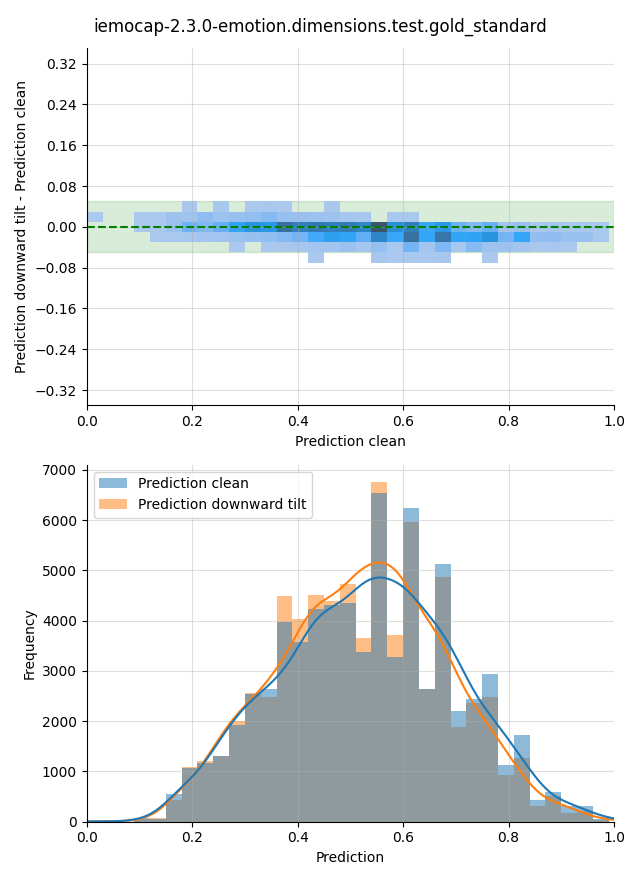 iemocap-2.3.0-emotion.dimensions.test.gold_standard
Prediction downward tilt - Prediction clean
0.32
0.24
0.16
0.08
0.00
−0.08
−0.16
−0.24
−0.32
0.0 0.2 0.4 0.6 0.8 1.0
Prediction clean
Prediction clean
Prediction downward tilt
Frequency
7000
6000
5000
4000
3000
2000
1000
0
0.0 0.2 0.4 0.6 0.8 1.0
Prediction